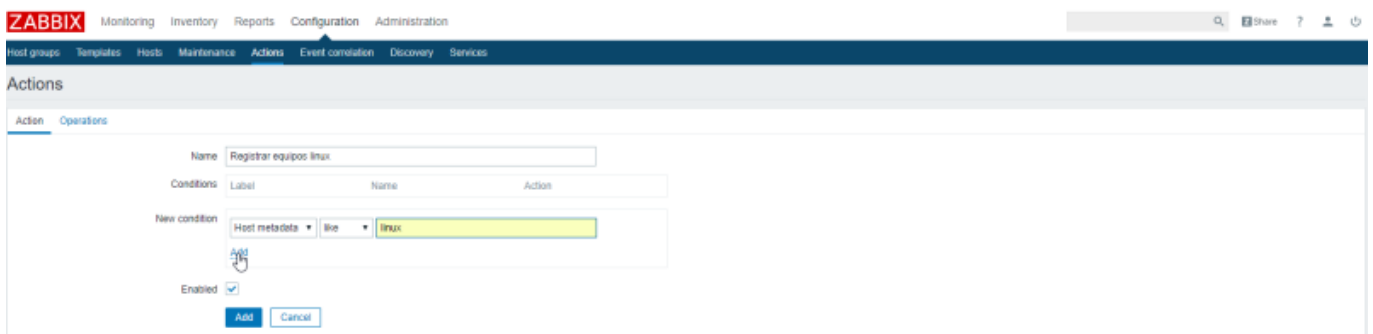 ZABBIX Monitoring Inventory Reports Configuration Administration Share ?
Host groups Templates Hosts Maintenance Actions Event correlation Discovery Services
Actions
Action Operations
Name Registrar equipos linux
Conditions Label Name Action
New condition Host metadata like linux
Add
Enabled
Add Cancel